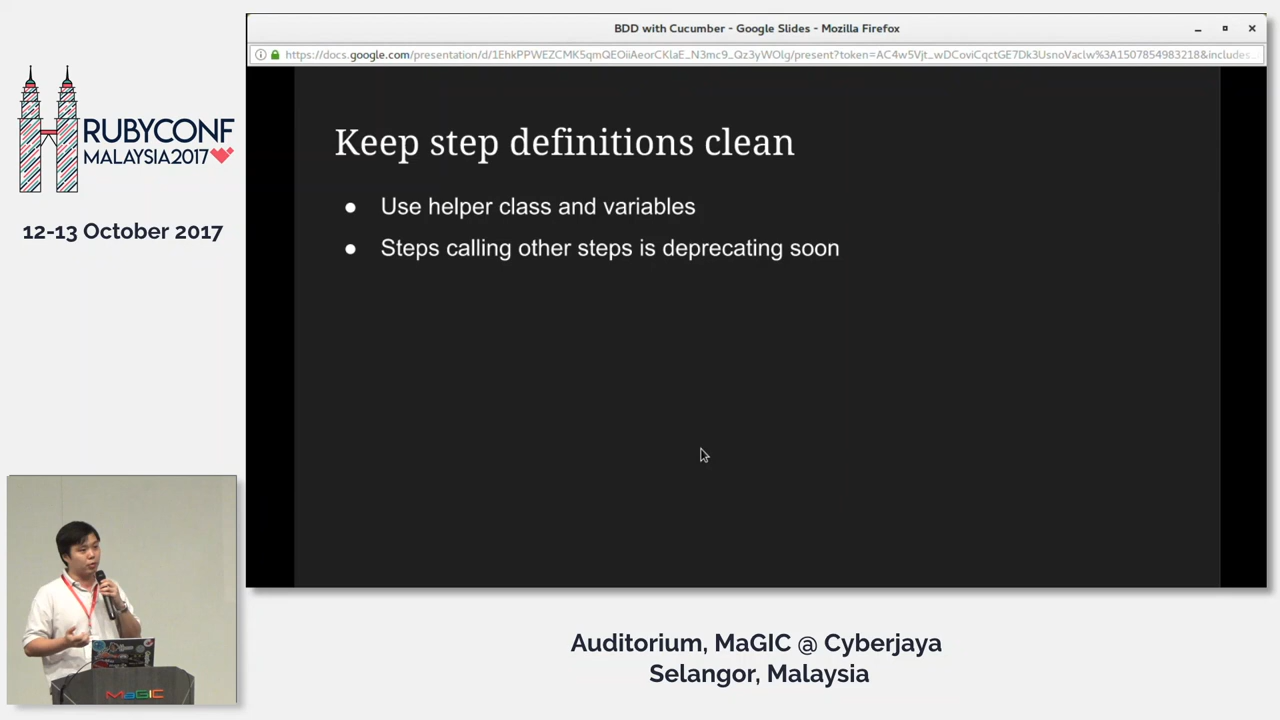 RUBYCONF
MALAYSIA2017
12-13 October 2017
BDD with Cucumber - Google Slides - Mozilla Firefox
Keep step definitions clean
● Use helper class and variables
● Steps calling other steps is deprecating soon
MaGIC
Auditorium, MaGIC @ Cyberjaya
Selangor, Malaysia